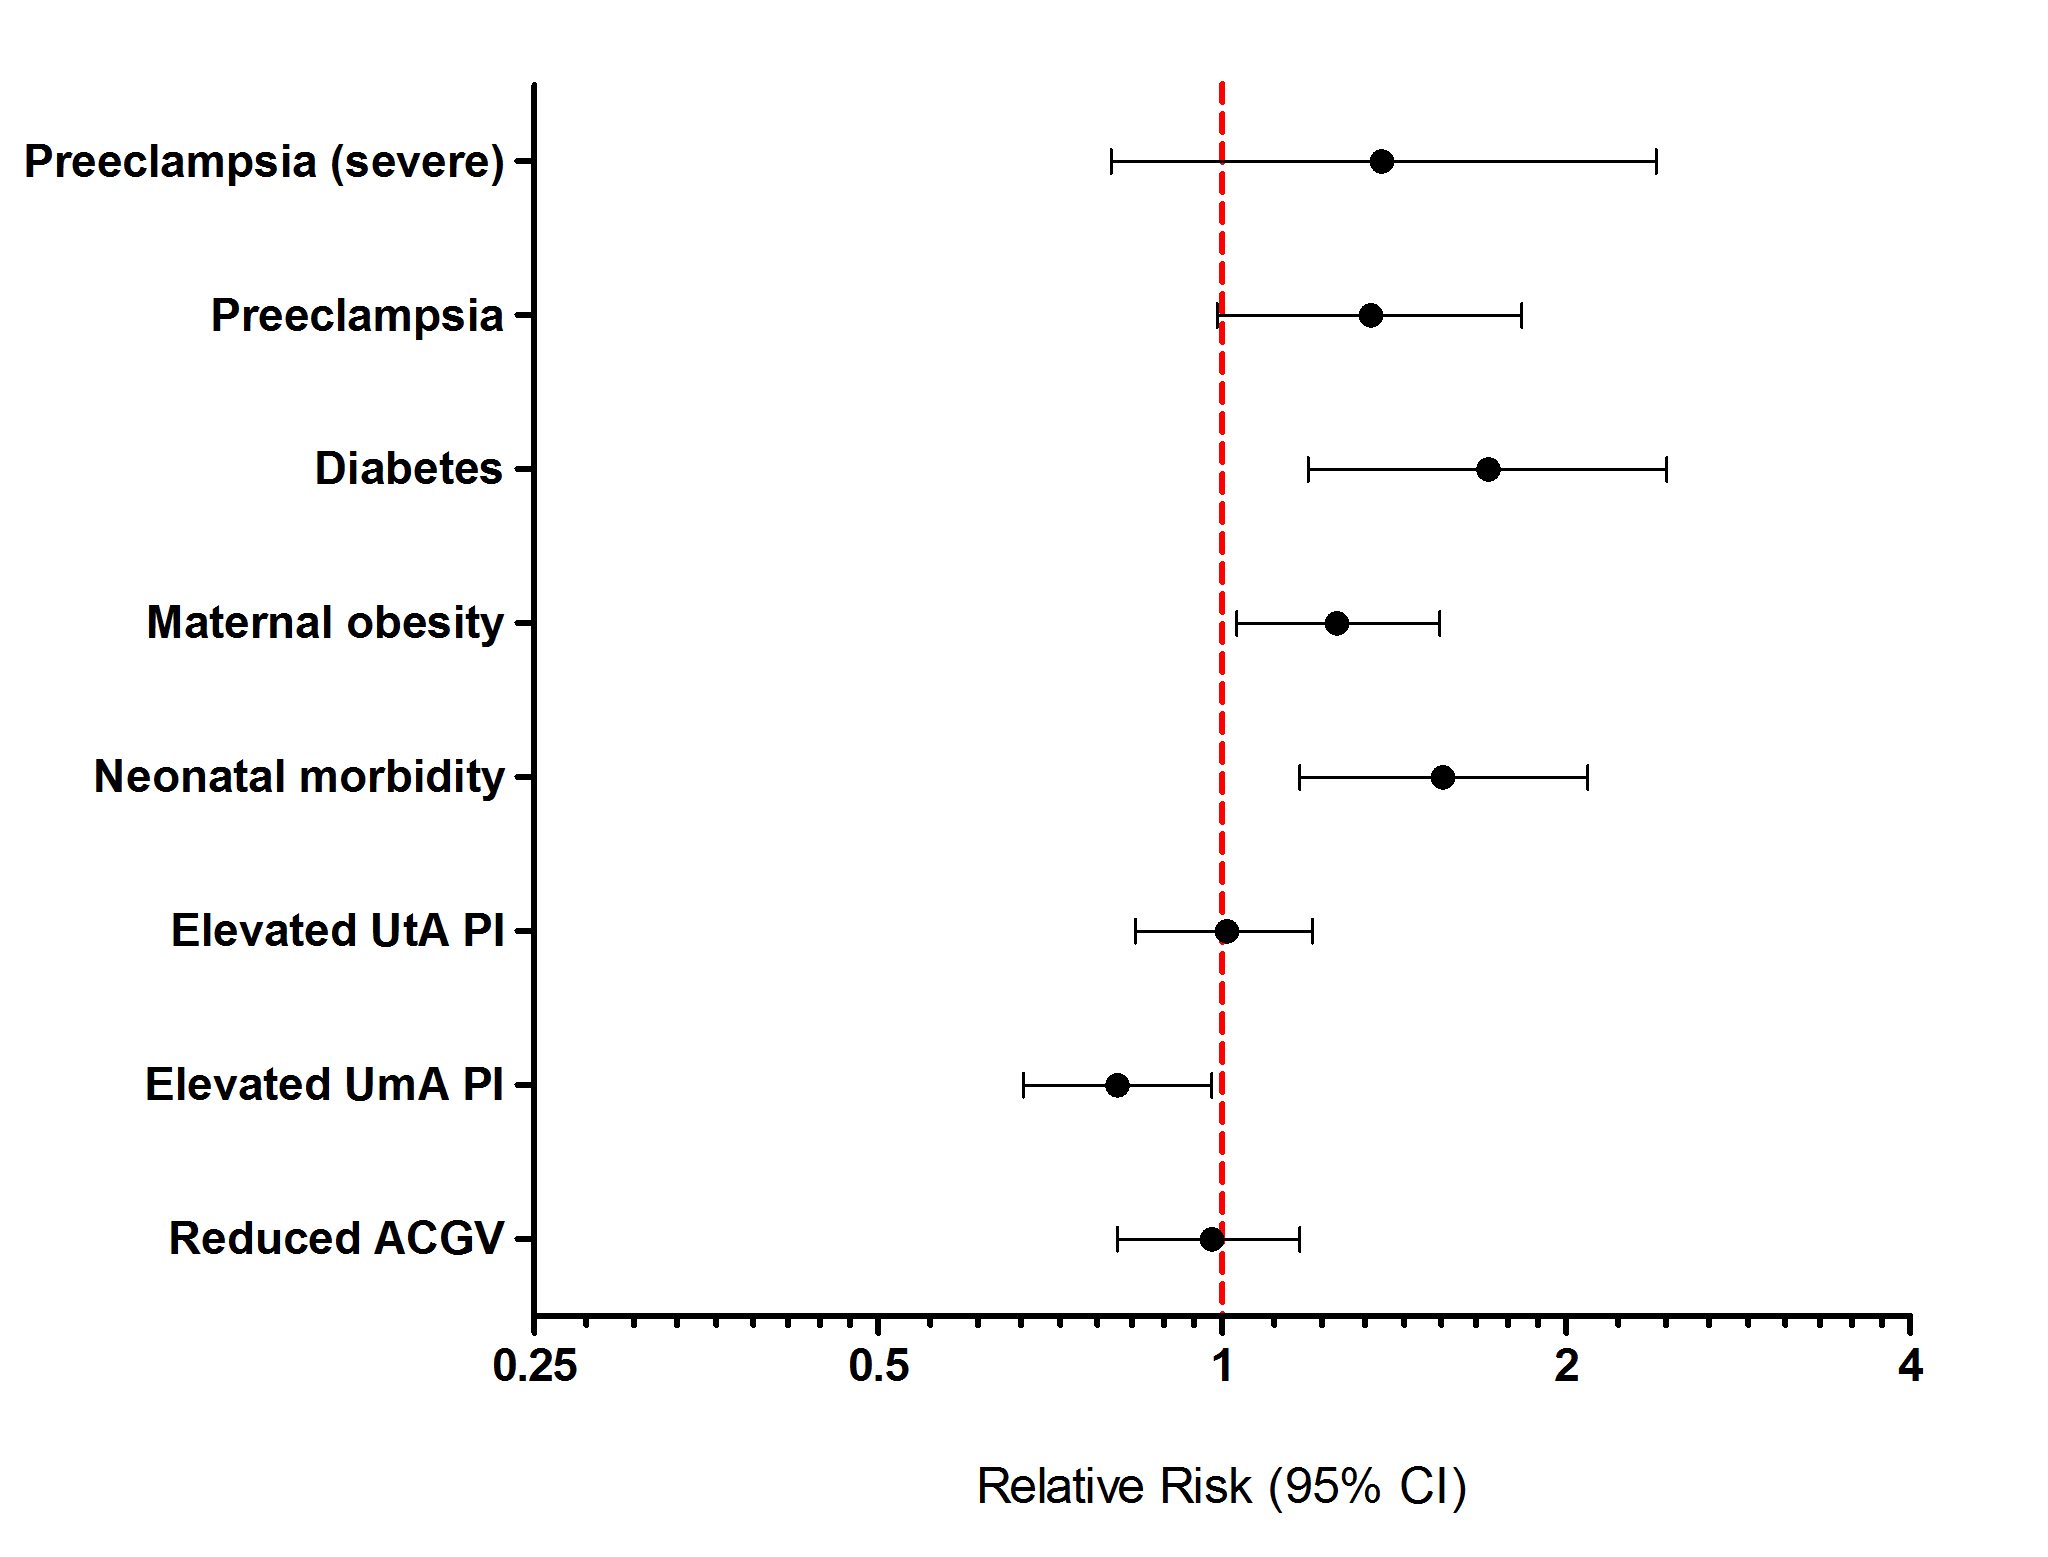 Preeclampsia (severe)
Preeclampsia
Diabetes
Maternal obesity
Neonatal morbidity
Elevated UtA PI
Elevated UmA PI
Reduced ACGV
0.25 0.5 1 2 4
Relative Risk (95% CI)